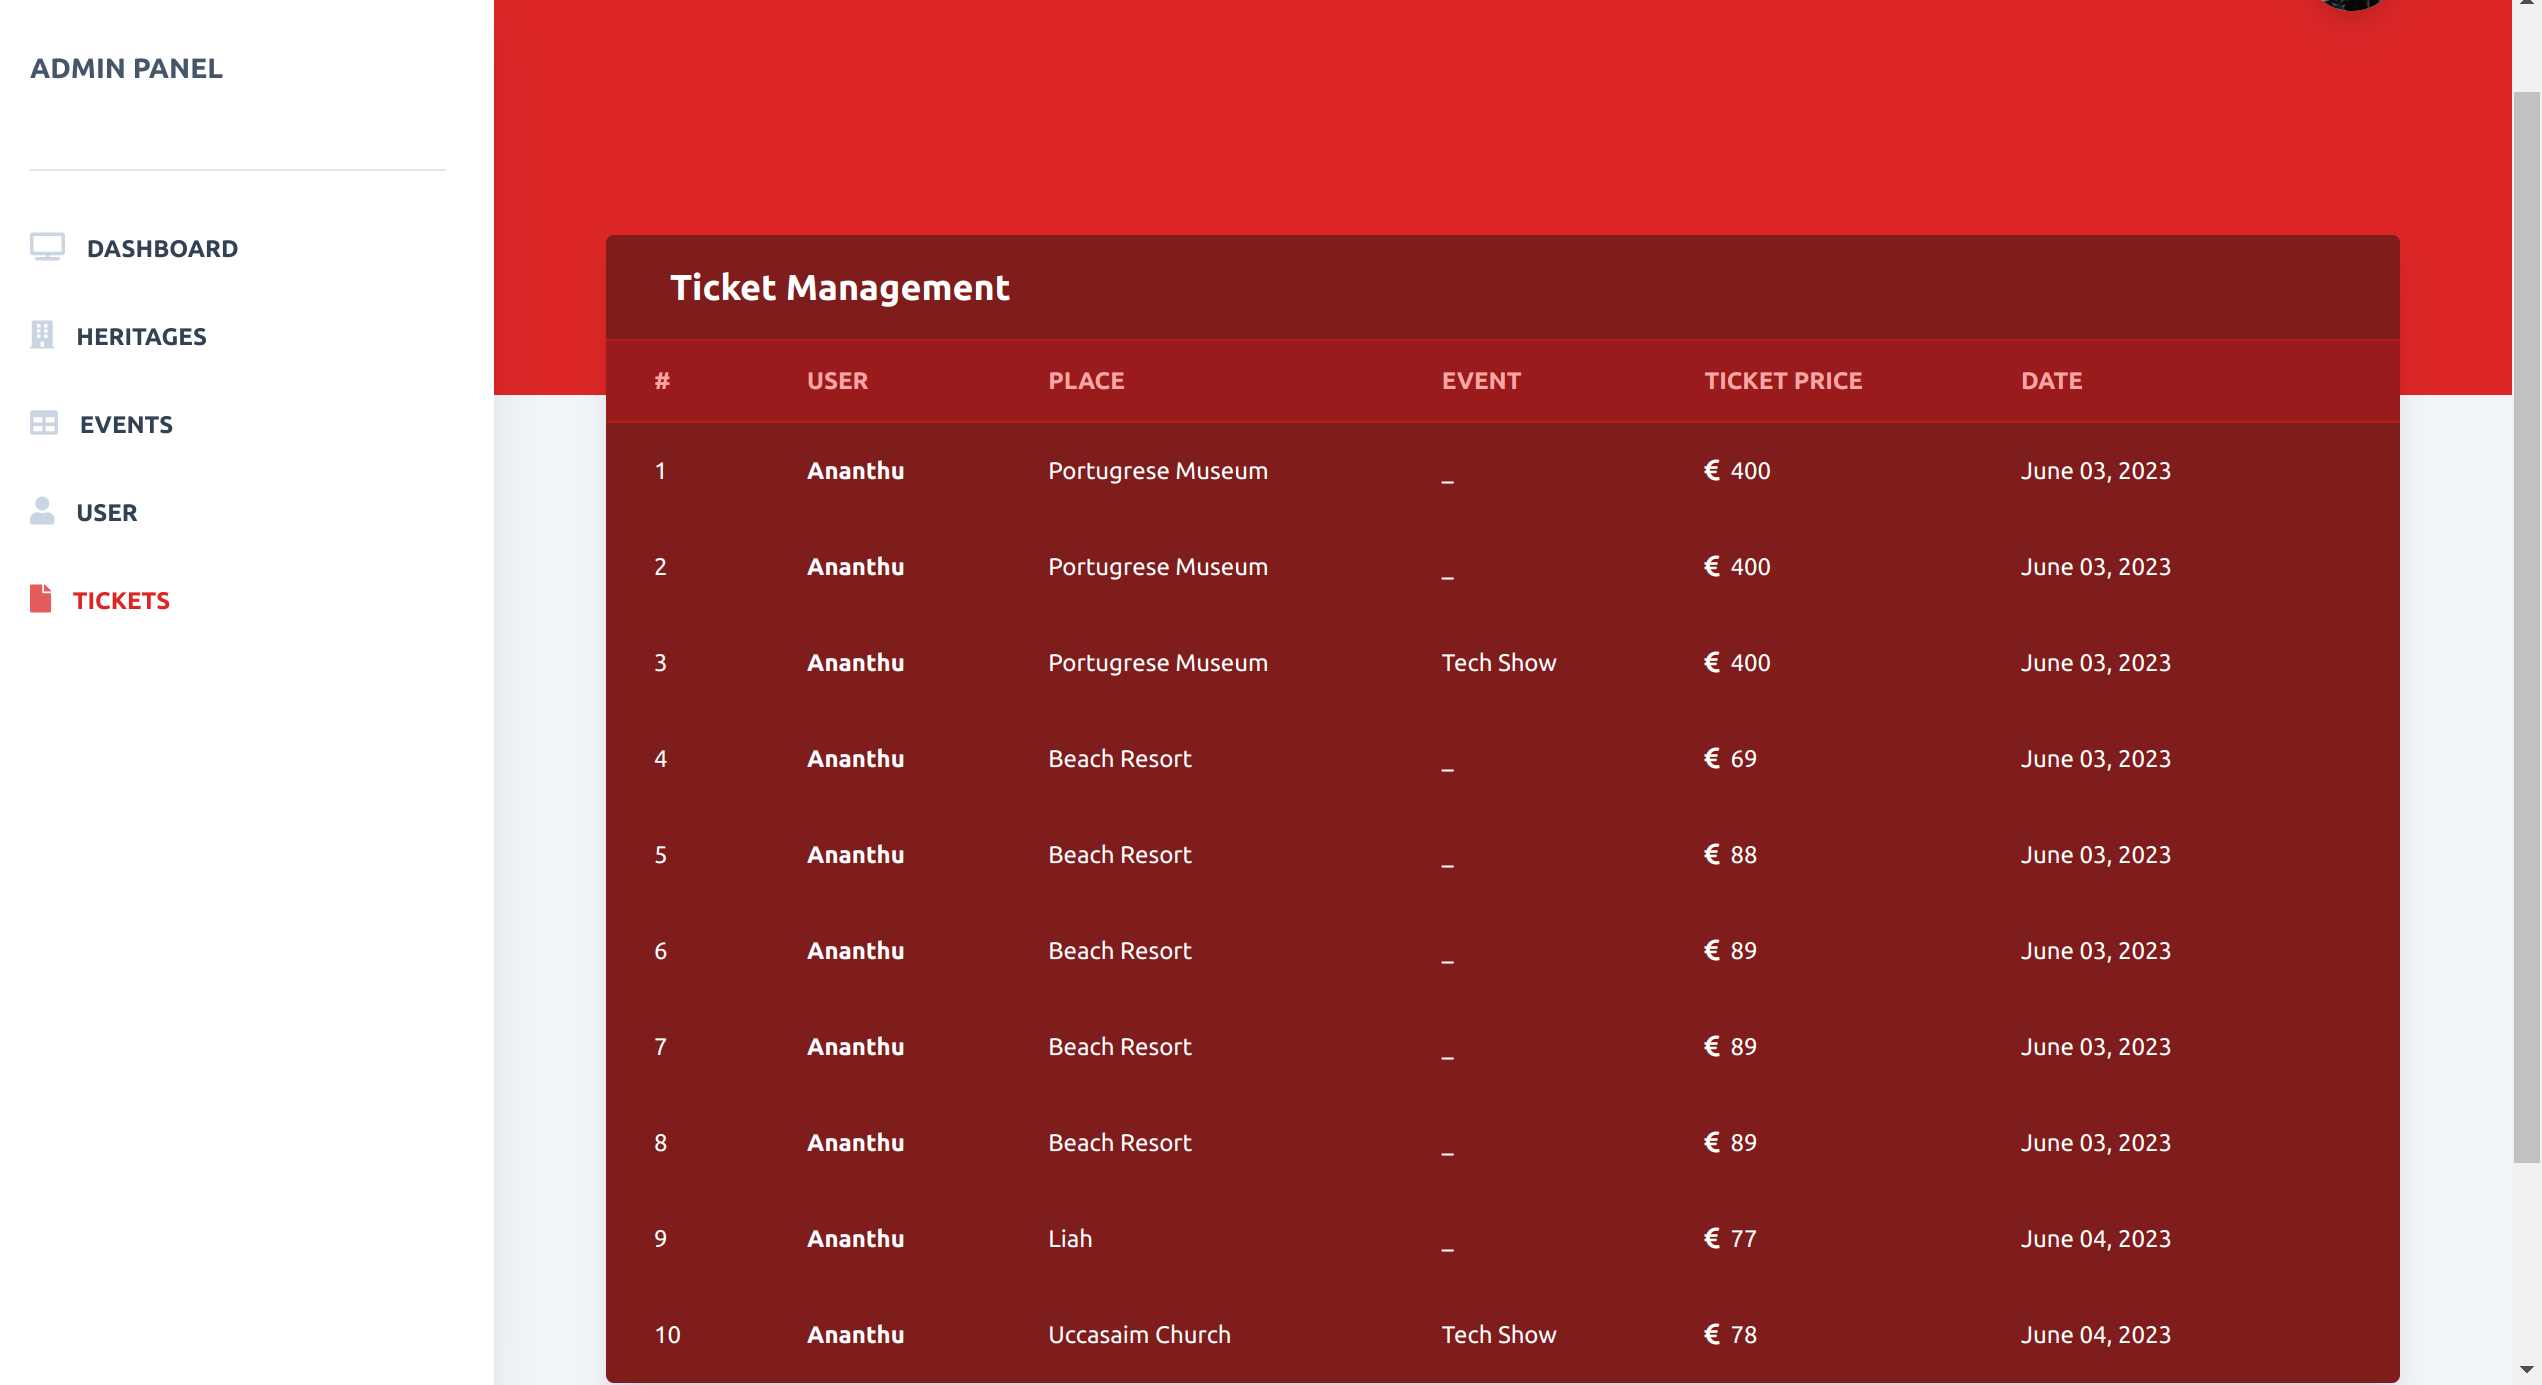 ADMIN PANEL
DASHBOARD
HERITAGES
EVENTS
USER
TICKETS
Ticket Management
# USER PLACE EVENT TICKET PRICE DATE
1 Ananthu Portugrese Museum _ € 400 June 03, 2023
2 Ananthu Portugrese Museum _ € 400 June 03, 2023
3 Ananthu Portugrese Museum Tech Show € 400 June 03, 2023
4 Ananthu Beach Resort _ € 69 June 03, 2023
5 Ananthu Beach Resort _ € 88 June 03, 2023
6 Ananthu Beach Resort _ € 89 June 03, 2023
7 Ananthu Beach Resort _ € 89 June 03, 2023
8 Ananthu Beach Resort _ € 89 June 03, 2023
9 Ananthu Liah _ € 77 June 04, 2023
10 Ananthu Uccasaim Church Tech Show € 78 June 04, 2023